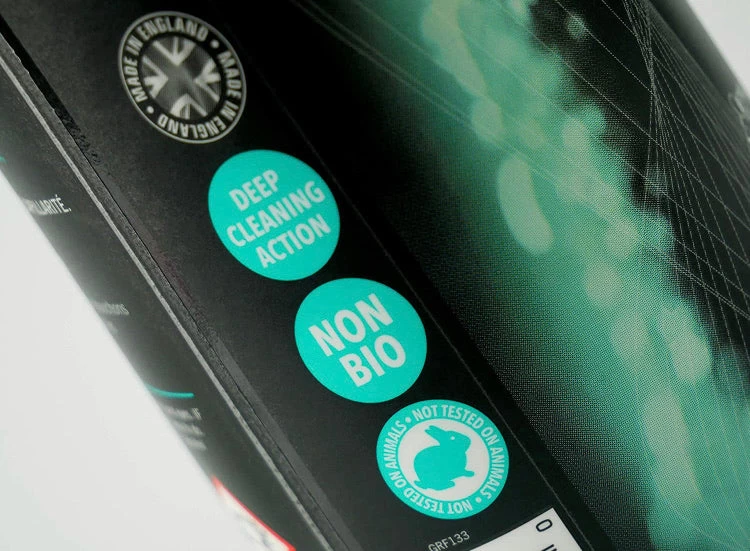 MADE IN ENGLAND • MADE IN ENGLAND •
DEEP
CLEANING
ACTION
NON
BIO
NOT TESTED ON ANIMALS • NOT TESTED ON ANIMALS •
GRF133